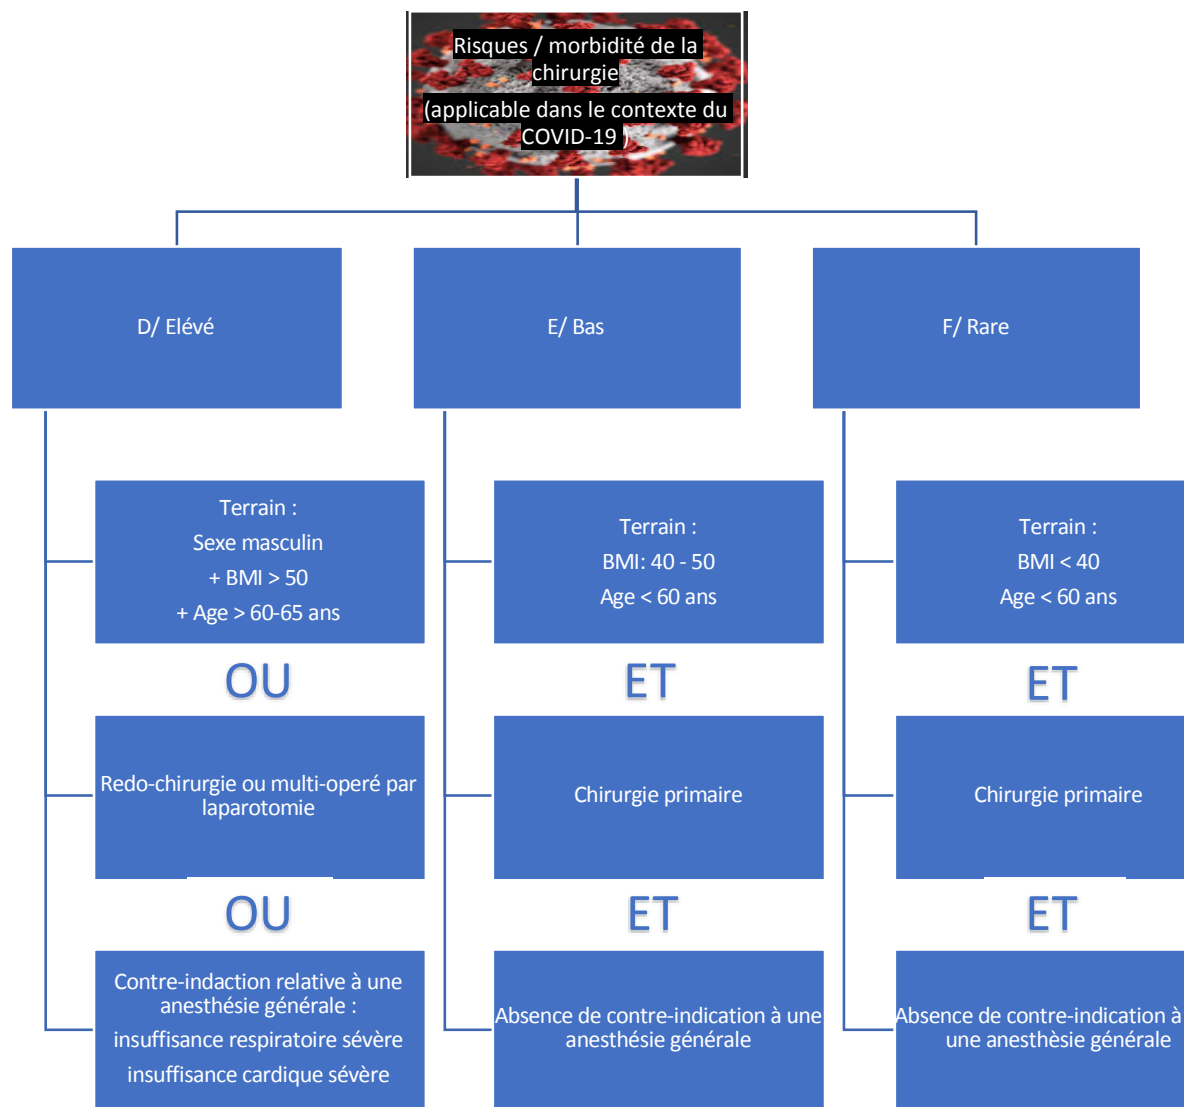 Risques / morbidité de la
chirurgie
(applicable dans le contexte du
COVID-19 )
D/ Elévé
E/ Bas
F/ Rare
Terrain :
Sexe masculin
+ BMI > 50
+ Age > 60-65 ans
Terrain :
BMI: 40 - 50
Age < 60 ans
Terrain :
BMI < 40
Age < 60 ans
OU
ET
ET
Redo-chirurgie ou multi-operé par
laparotomie
Chirurgie primaire
Chirurgie primaire
OU
ET
ET
Contre-indaction relative à une
anesthésie générale :
insuffisance respiratoire sévère
insuffisance cardique sévère
Absence de contre-indication à une
anesthésie générale
Absence de contre-indication à
une anesthèsie générale